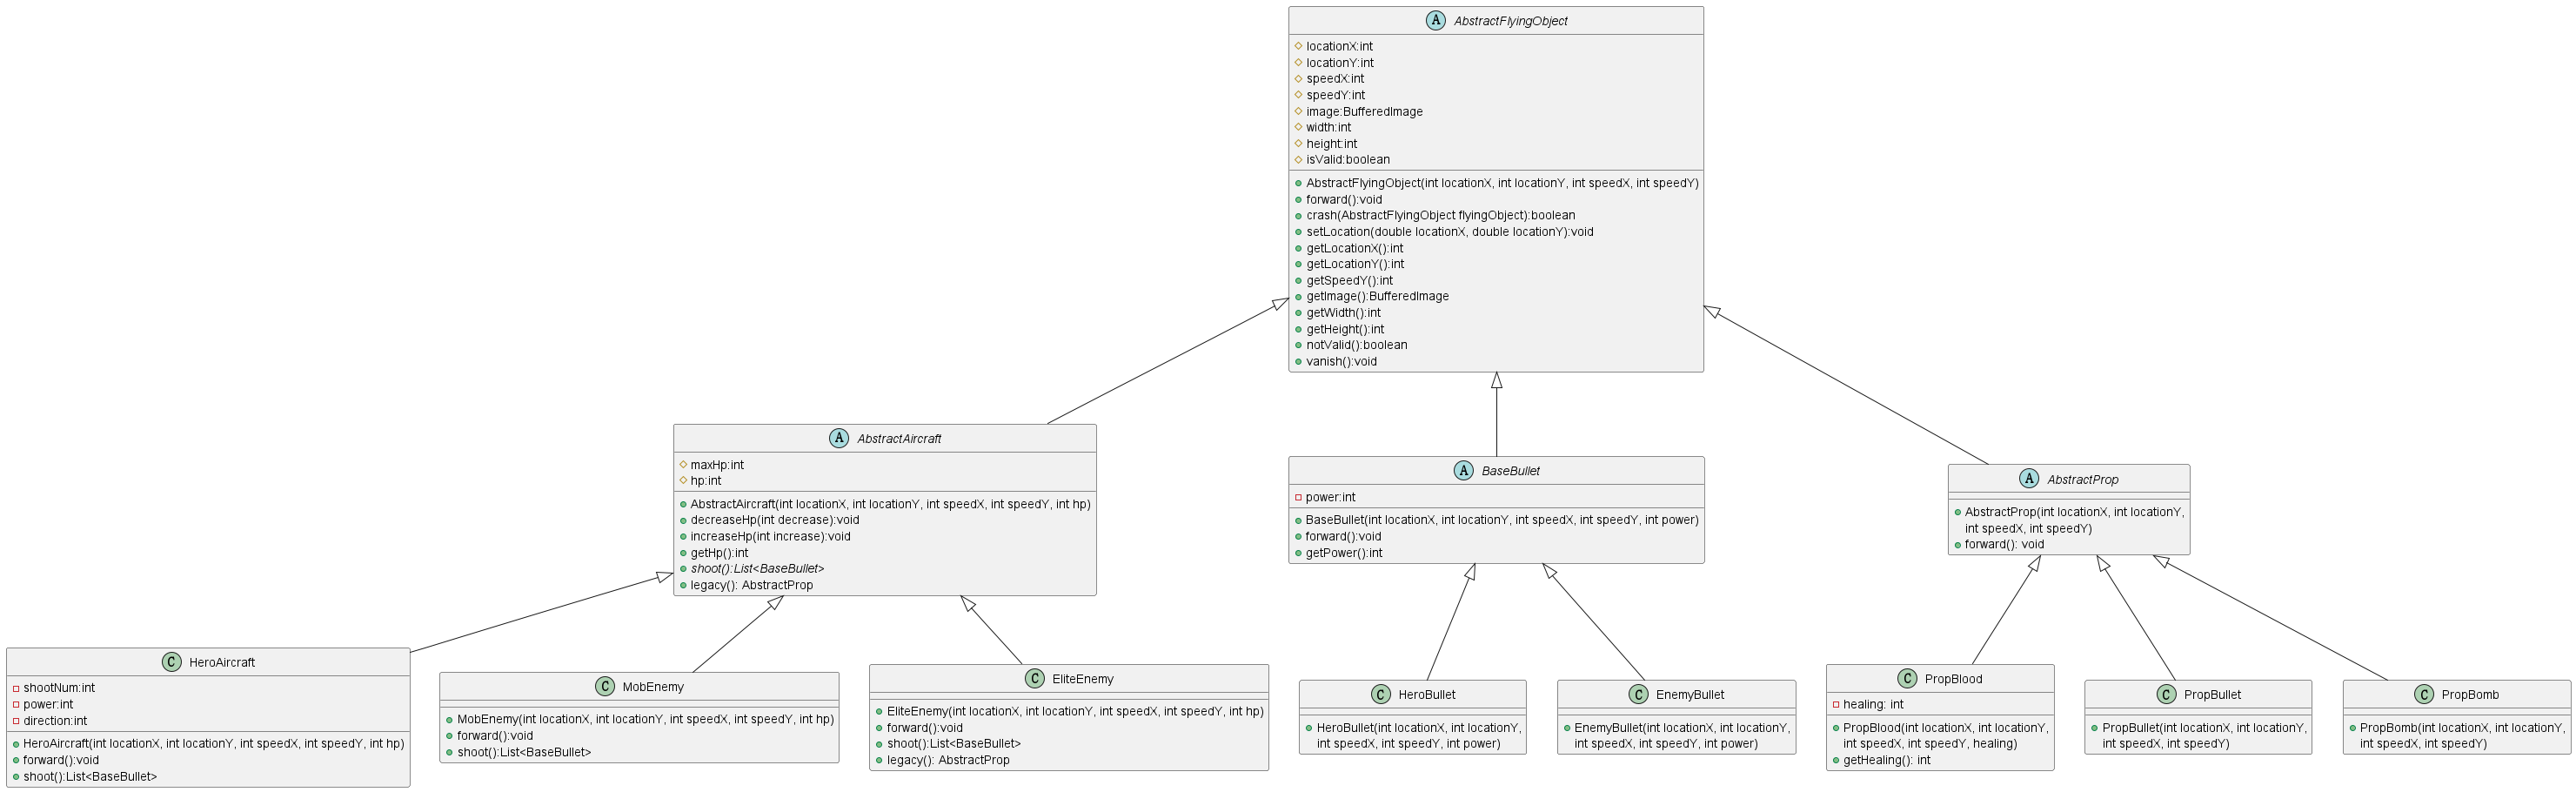 A AbstractFlyingObject
locationX:int
locationY:int
speedX:int
speedY:int
image:BufferedImage
width:int
height:int
isValid:boolean
AbstractFlyingObject(int locationX, int locationY, int speedX, int speedY)
forward():void
crash(AbstractFlyingObject flyingObject):boolean
setLocation(double locationX, double locationY):void
getLocationX():int
getLocationY():int
getSpeedY():int
getImage():BufferedImage
getWidth():int
getHeight():int
notValid():boolean
vanish():void
A AbstractAircraft
maxHp:int
hp:int
AbstractAircraft(int locationX, int locationY, int speedX, int speedY, int hp)
decreaseHp(int decrease):void
increaseHp(int increase):void
getHp():int
shoot():List<BaseBullet>
legacy(): AbstractProp
A BaseBullet
power:int
BaseBullet(int locationX, int locationY, int speedX, int speedY, int power)
forward():void
getPower():int
A AbstractProp
AbstractProp(int locationX, int locationY,
int speedX, int speedY)
forward(): void
C HeroAircraft
shootNum:int
power:int
direction:int
HeroAircraft(int locationX, int locationY, int speedX, int speedY, int hp)
forward():void
shoot():List<BaseBullet>
C MobEnemy
MobEnemy(int locationX, int locationY, int speedX, int speedY, int hp)
forward():void
shoot():List<BaseBullet>
C EliteEnemy
EliteEnemy(int locationX, int locationY, int speedX, int speedY, int hp)
forward():void
shoot():List<BaseBullet>
legacy(): AbstractProp
C HeroBullet
HeroBullet(int locationX, int locationY,
int speedX, int speedY, int power)
C EnemyBullet
EnemyBullet(int locationX, int locationY,
int speedX, int speedY, int power)
C PropBlood
healing: int
PropBlood(int locationX, int locationY,
int speedX, int speedY, healing)
getHealing(): int
C PropBullet
PropBullet(int locationX, int locationY,
int speedX, int speedY)
C PropBomb
PropBomb(int locationX, int locationY,
int speedX, int speedY)